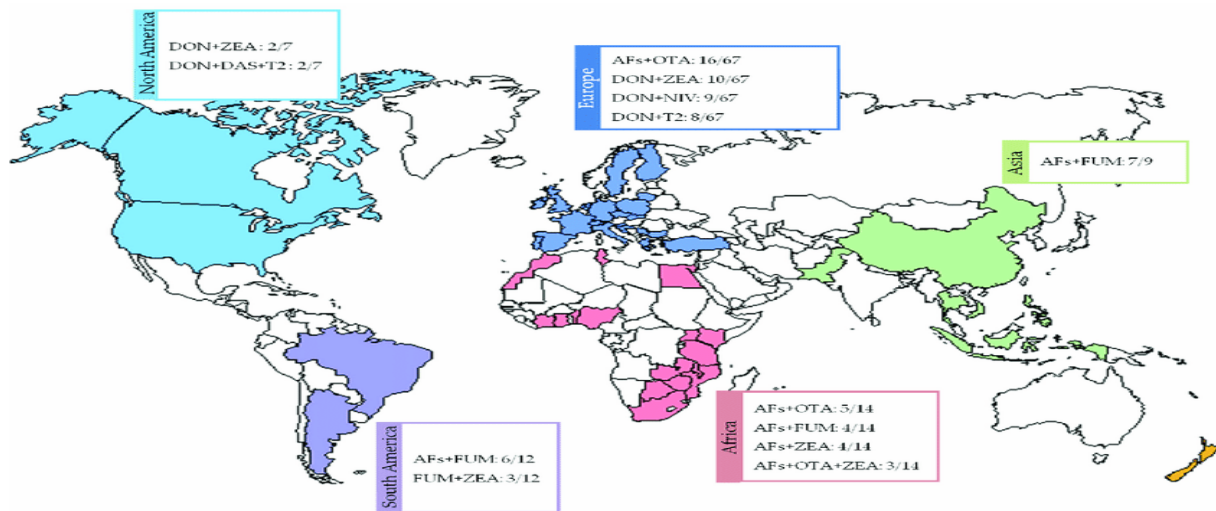 North America
DON+ZEA: 2/7
DON+DAS+T2: 2/7
Europe
AFs+OTA: 16/67
DON+ZEA: 10/67
DON+NIV: 9/67
DON+T2: 8/67
Asia
AFs+FUM: 7/9
South America
AFs+FUM: 6/12
FUM+ZEA: 3/12
Africa
AFs+OTA: 5/14
AFs+FUM: 4/14
AFs+ZEA: 4/14
AFs+OTA+ZEA: 3/14